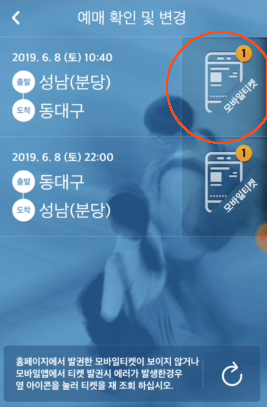 예매 확인 및 변경
2019. 6. 8 (토) 10:40
출발 성남(분당)
도착 동대구
1
모바일티켓
2019. 6. 8 (토) 22:00
출발 동대구
도착 성남(분당)
1
모바일티켓
홈페이지에서 발권한 모바일티켓이 보이지 않거나
모바일앱에서 티켓 발권시 에러가 발생한경우
옆 아이콘을 눌러 티켓을 재 조회 하십시오.